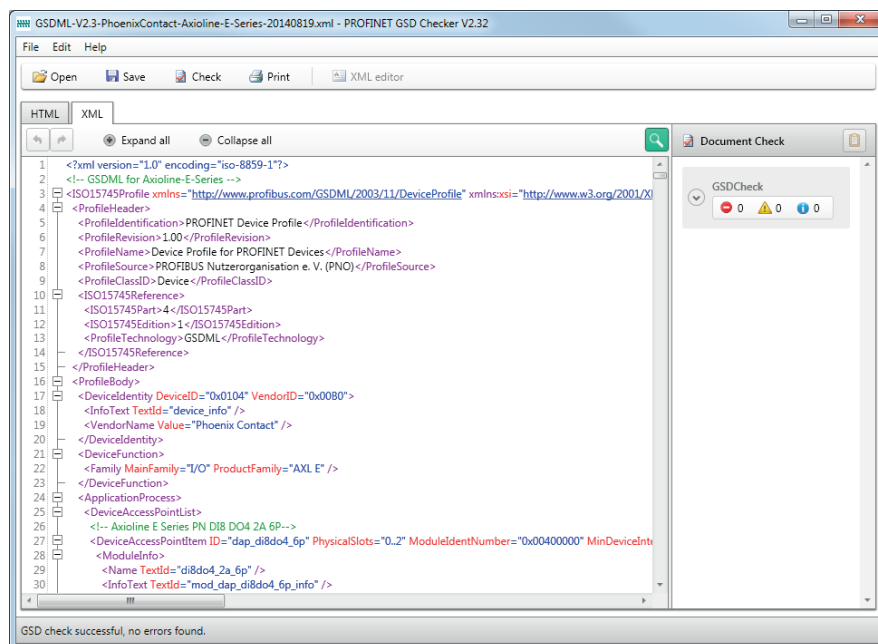 GSDML-V2.3-PhoenixContact-Axioline-E-Series-20140819.xml - PROFINET GSD Checker V2.32
File Edit Help
Open Save Check Print XML editor
HTML XML
Expand all Collapse all
Document Check
GSDCheck
0 0 0
1 <?xml version="1.0" encoding="iso-8859-1"?>
2 <!-- GSDML for Axioline-E-Series -->
3 <ISO15745Profile xmlns="http://www.profibus.com/GSDML/2003/11/DeviceProfile" xmlns:xsi="http://www.w3.org/2001/XI
4 <ProfileHeader>
5 <ProfileIdentification>PROFINET Device Profile</ProfileIdentification>
6 <ProfileRevision>1.00</ProfileRevision>
7 <ProfileName>Device Profile for PROFINET Devices</ProfileName>
8 <ProfileSource>PROFIBUS Nutzerorganisation e. V. (PNO)</ProfileSource>
9 <ProfileClassID>Device</ProfileClassID>
10 <ISO15745Reference>
11 <ISO15745Part>4</ISO15745Part>
12 <ISO15745Edition>1</ISO15745Edition>
13 <ProfileTechnology>GSDML</ProfileTechnology>
14 </ISO15745Reference>
15 </ProfileHeader>
16 <ProfileBody>
17 <DeviceIdentity DeviceID="0x0104" VendorID="0x00B0">
18 <InfoText TextId="device_info" />
19 <VendorName Value="Phoenix Contact" />
20 </DeviceIdentity>
21 <DeviceFunction>
22 <Family MainFamily="I/O" ProductFamily="AXL E" />
23 </DeviceFunction>
24 <ApplicationProcess>
25 <DeviceAccessPointList>
26 <!-- Axioline E Series PN DI8 DO4 2A 6P-->
27 <DeviceAccessPointItem ID="dap_di8do4_6p" PhysicalSlots="0..2" ModuleIdentNumber="0x00400000" MinDeviceInte
28 <ModuleInfo>
29 <Name TextId="di8do4_2a_6p" />
30 <InfoText TextId="mod_dap_di8do4_6p_info" />
GSD check successful, no errors found.